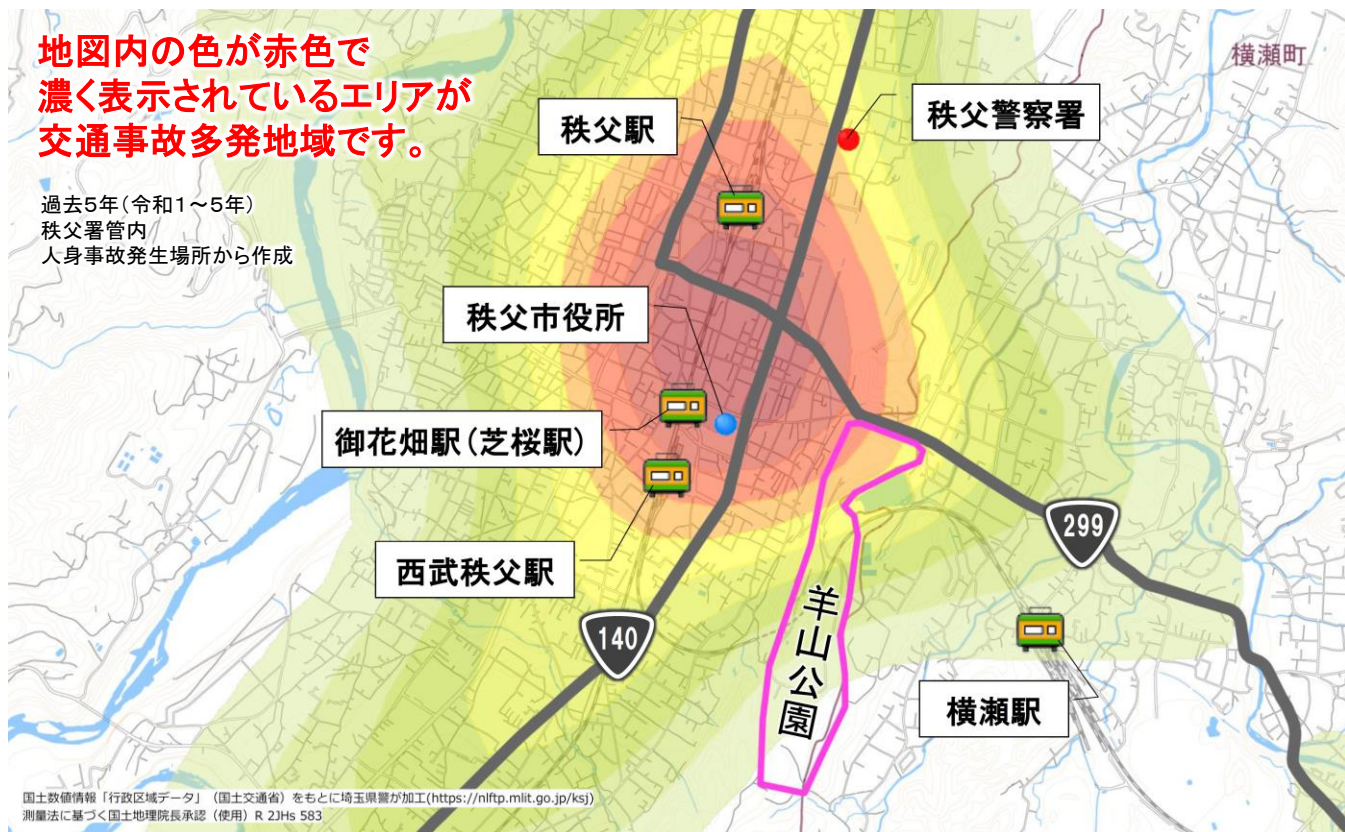 地図内の色が赤色で
濃く表示されているエリアが
交通事故多発地域です。
過去5年(令和1～5年)
秩父署管内
人身事故発生場所から作成
横瀬町
秩父警察署
秩父駅
秩父市役所
御花畑駅(芝桜駅)
西武秩父駅
299
140
羊山公園
横瀬駅
国土数値情報「行政区域データ」(国土交通省)をもとに埼玉県警が加工(https://nlftp.mlit.go.jp/ksj)
測量法に基づく国土地理院長承認(使用)R 2JHs 583